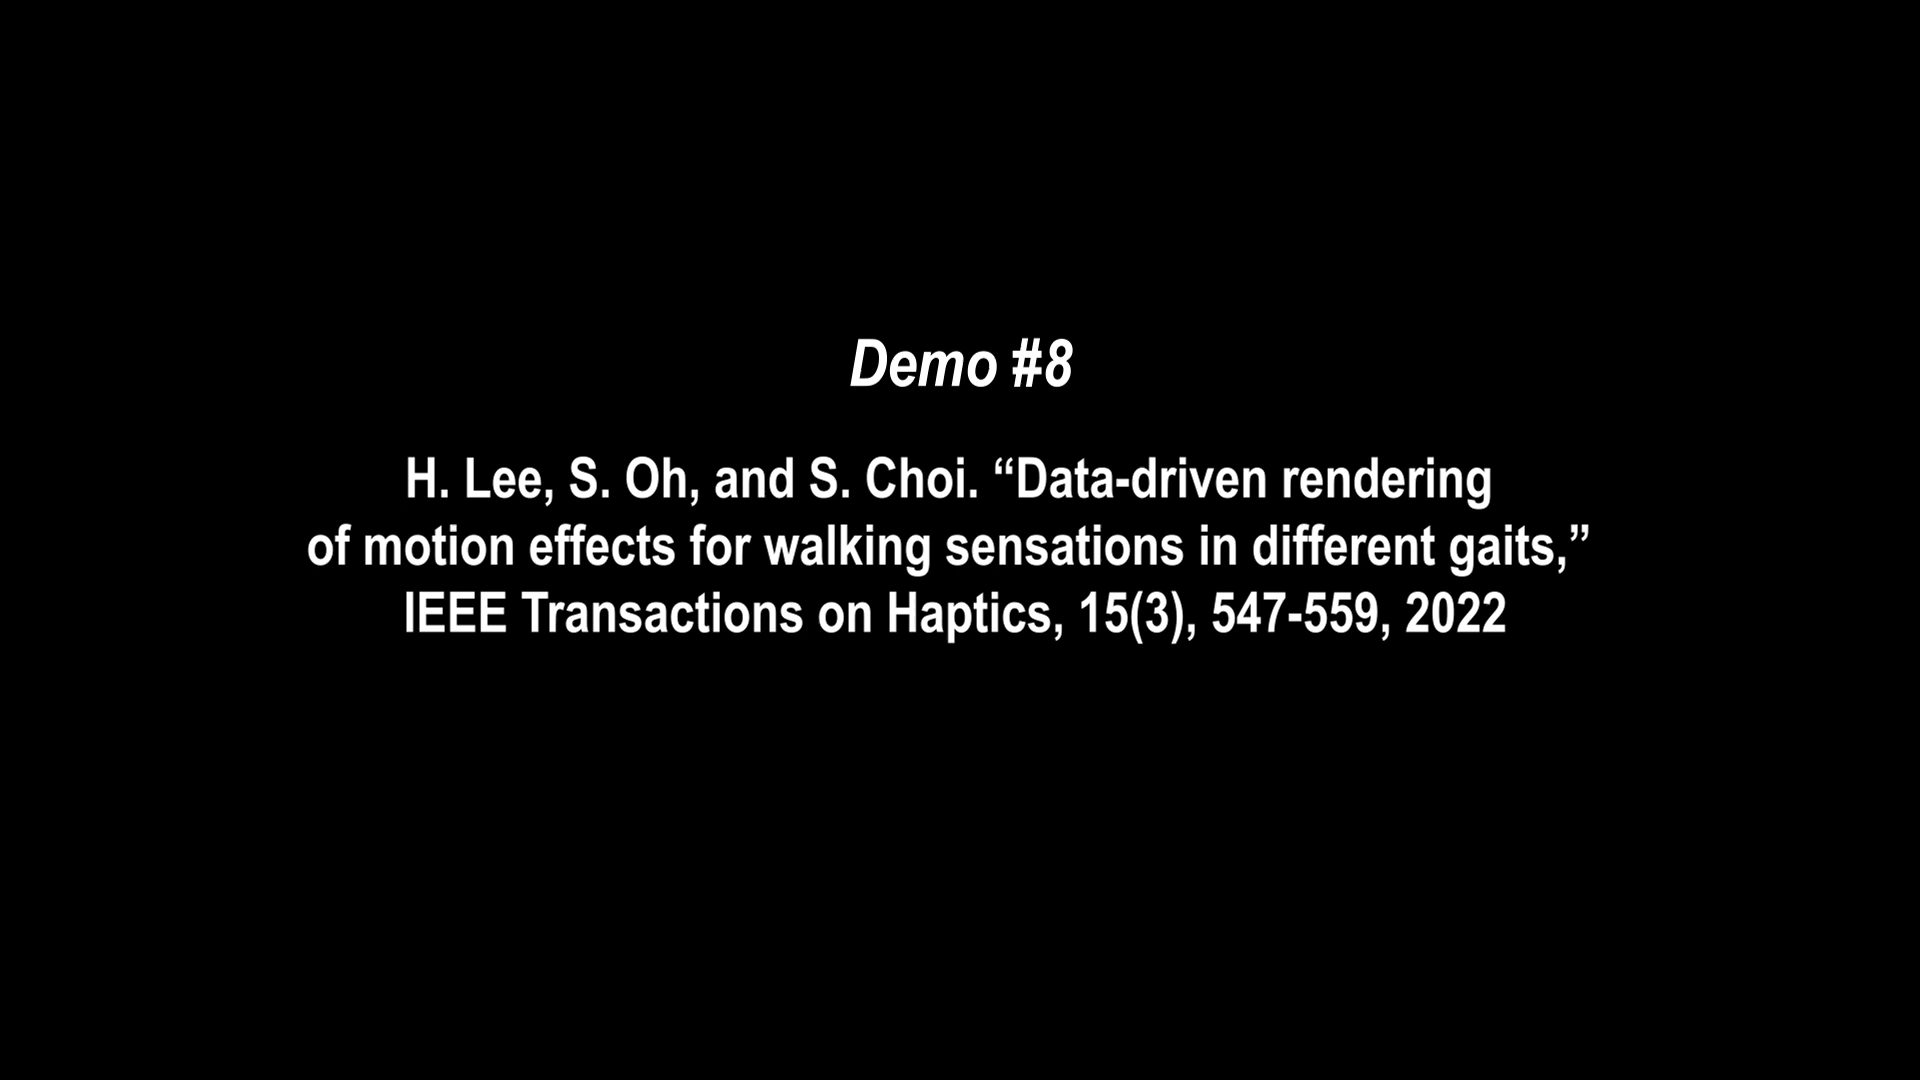 Demo #8
H. Lee, S. Oh, and S. Choi. “Data-driven rendering
of motion effects for walking sensations in different gaits,”
IEEE Transactions on Haptics, 15(3), 547-559, 2022